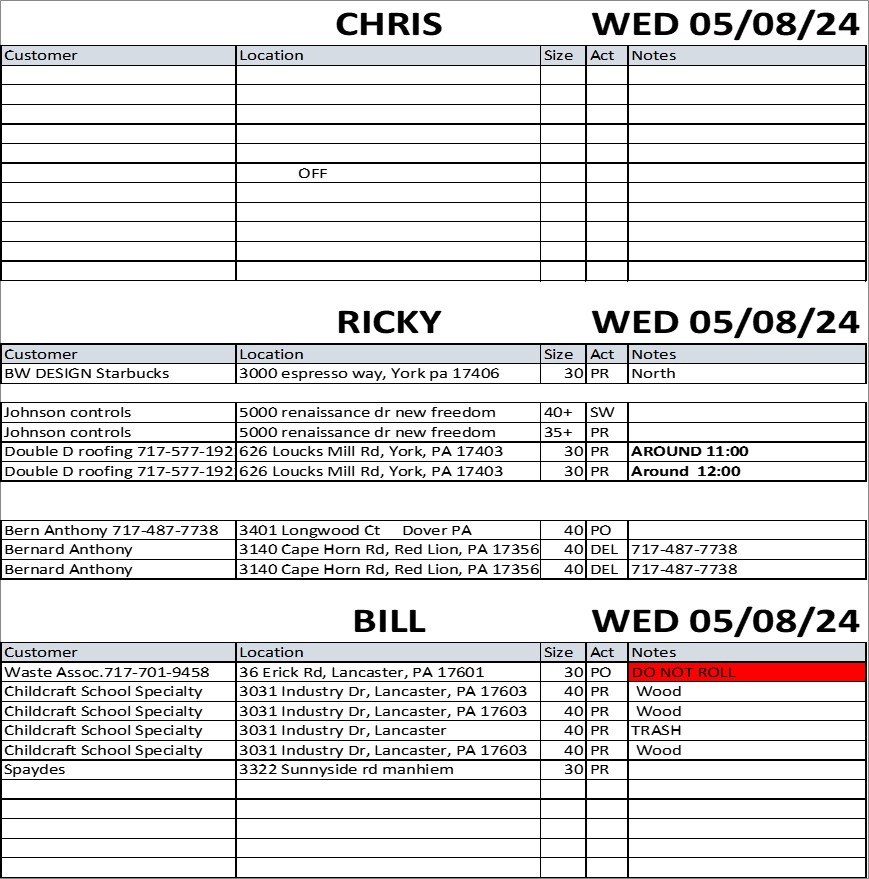 CHRIS WED 05/08/24
Customer Location Size Act Notes
OFF
RICKY WED 05/08/24
Customer Location Size Act Notes
BW DESIGN Starbucks 3000 espresso way, York pa 17406 30 PR North
Johnson controls 5000 renaissance dr new freedom 40+ SW
Johnson controls 5000 renaissance dr new freedom 35+ PR
Double D roofing 717-577-192 626 Loucks Mill Rd, York, PA 17403 30 PR AROUND 11:00
Double D roofing 717-577-192 626 Loucks Mill Rd, York, PA 17403 30 PR Around 12:00
Bern Anthony 717-487-7738 3401 Longwood Ct Dover PA 40 PO
Bernard Anthony 3140 Cape Horn Rd, Red Lion, PA 17356 40 DEL 717-487-7738
Bernard Anthony 3140 Cape Horn Rd, Red Lion, PA 17356 40 DEL 717-487-7738
BILL WED 05/08/24
Customer Location Size Act Notes
Waste Assoc.717-701-9458 36 Erick Rd, Lancaster, PA 17601 30 PO DO NOT ROLL
Childcraft School Specialty 3031 Industry Dr, Lancaster, PA 17603 40 PR Wood
Childcraft School Specialty 3031 Industry Dr, Lancaster, PA 17603 40 PR Wood
Childcraft School Specialty 3031 Industry Dr, Lancaster 40 PR TRASH
Childcraft School Specialty 3031 Industry Dr, Lancaster, PA 17603 40 PR Wood
Spaydes 3322 Sunnyside rd manhiem 30 PR